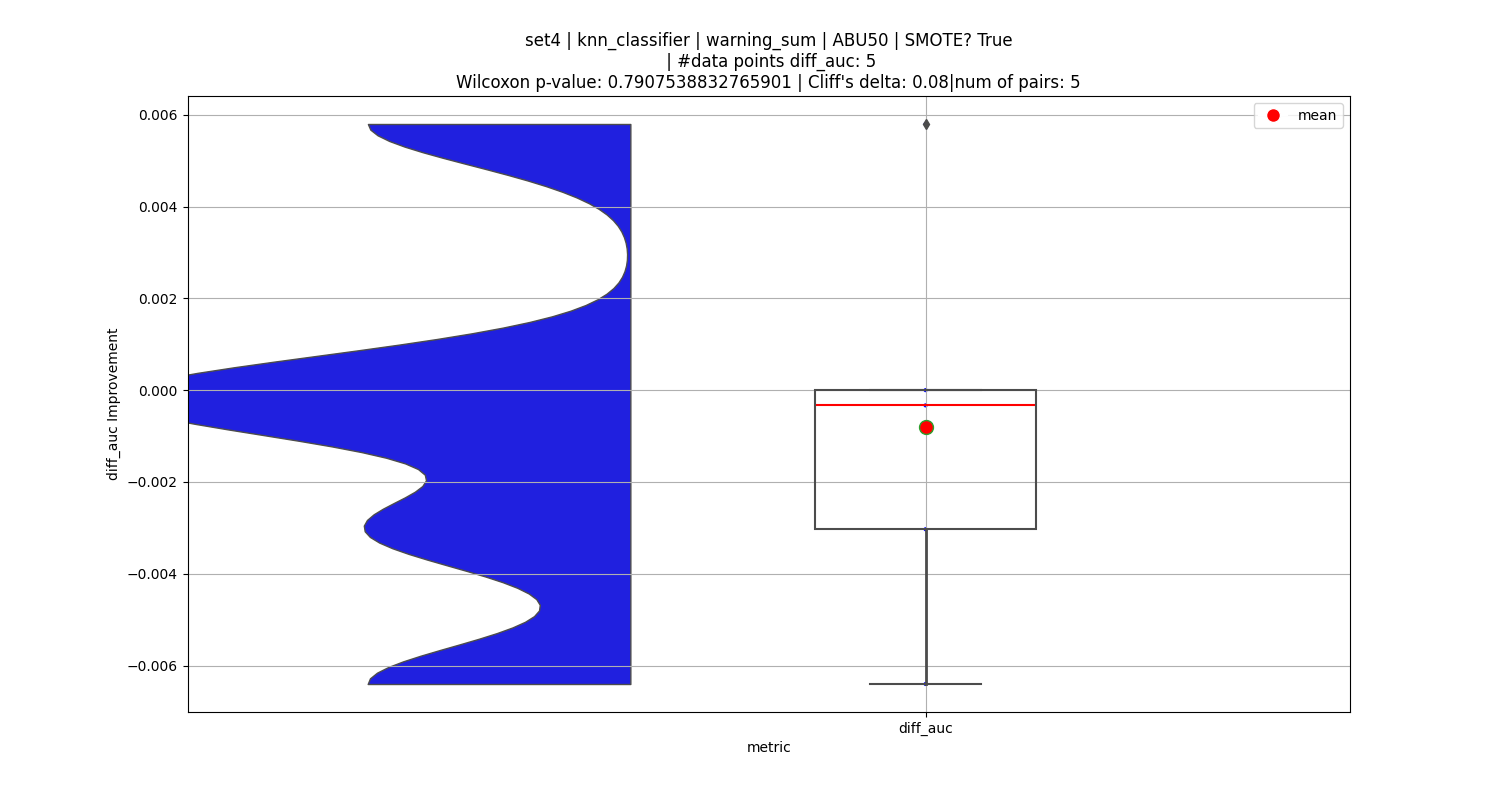 set4 | knn_classifier | warning_sum | ABU50 | SMOTE? True
| #data points diff_auc: 5
Wilcoxon p-value: 0.7907538832765901 | Cliff's delta: 0.08|num of pairs: 5
mean
0.006
0.004
0.002
0.000
−0.002
−0.004
−0.006
diff_auc Improvement
diff_auc
metric